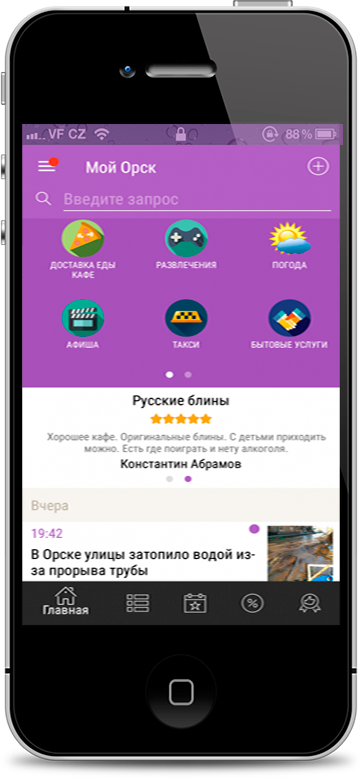 VF CZ 88 %
Мой Орск
Введите запрос
ДОСТАВКА ЕДЫ
КАФЕ
РАЗВЛЕЧЕНИЯ
ПОГОДА
АФИША
ТАКСИ
БЫТОВЫЕ УСЛУГИ
Русские блины
Хорошее кафе. Оригинальные блины. С детьми приходить
можно. Есть где поиграть и нету алкоголя.
Константин Абрамов
Вчера
19:42
В Орске улицы затопило водой из-
за прорыва трубы
Главная
%